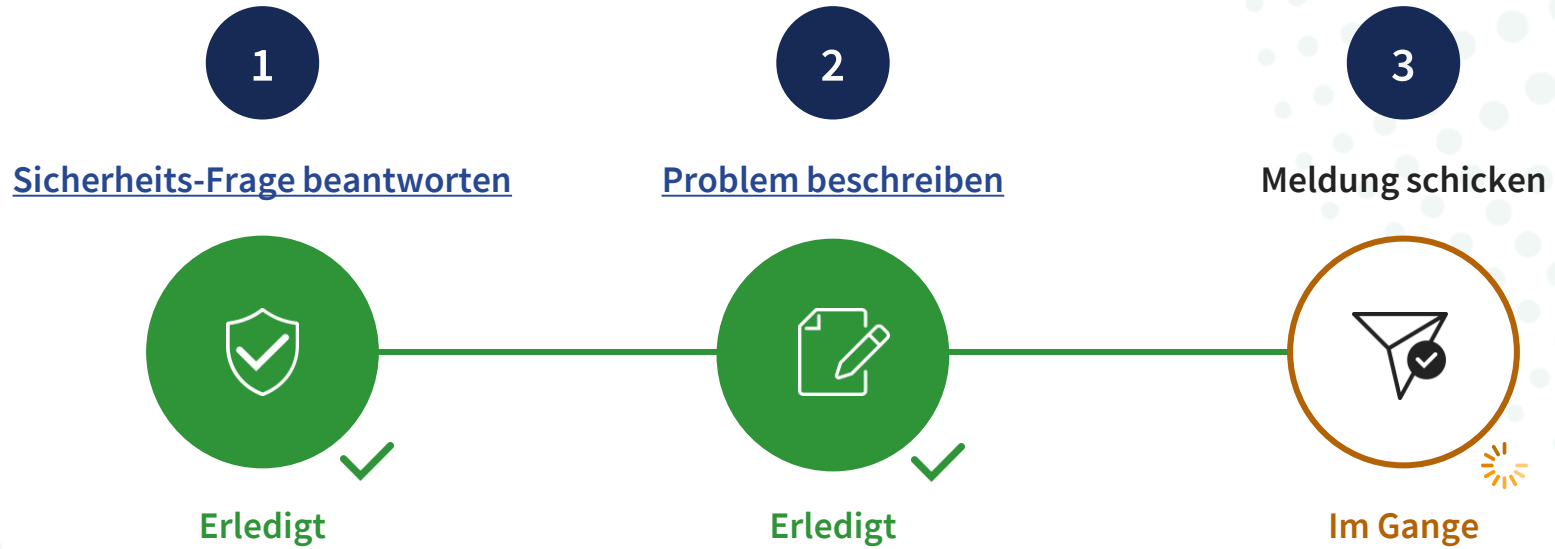 1
2
3
Sicherheits-Frage beantworten
Problem beschreiben
Meldung schicken
Erledigt
Erledigt
Im Gange